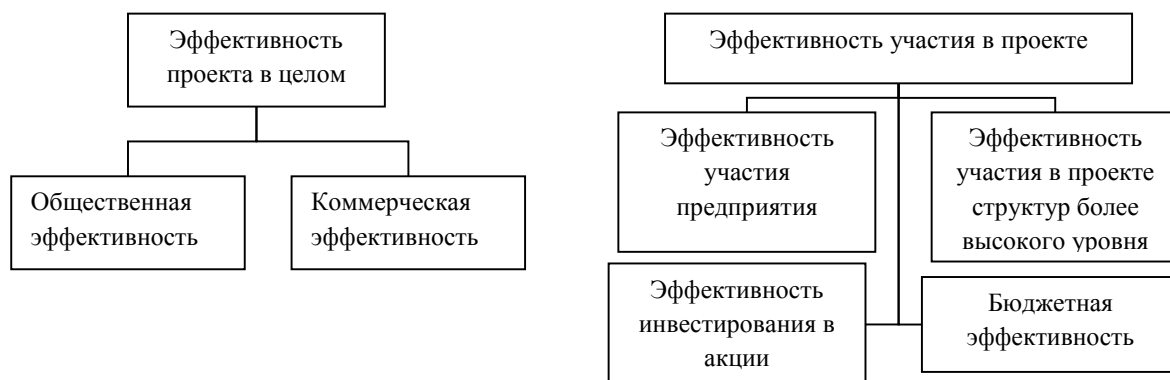 Эффективность
проекта в целом
Общественная
эффективность
Коммерческая
эффективность
Эффективность участия в проекте
Эффективность
участия
предприятия
Эффективность
участия в проекте
структур более
высокого уровня
Эффективность
инвестирования в
акции
Бюджетная
эффективность